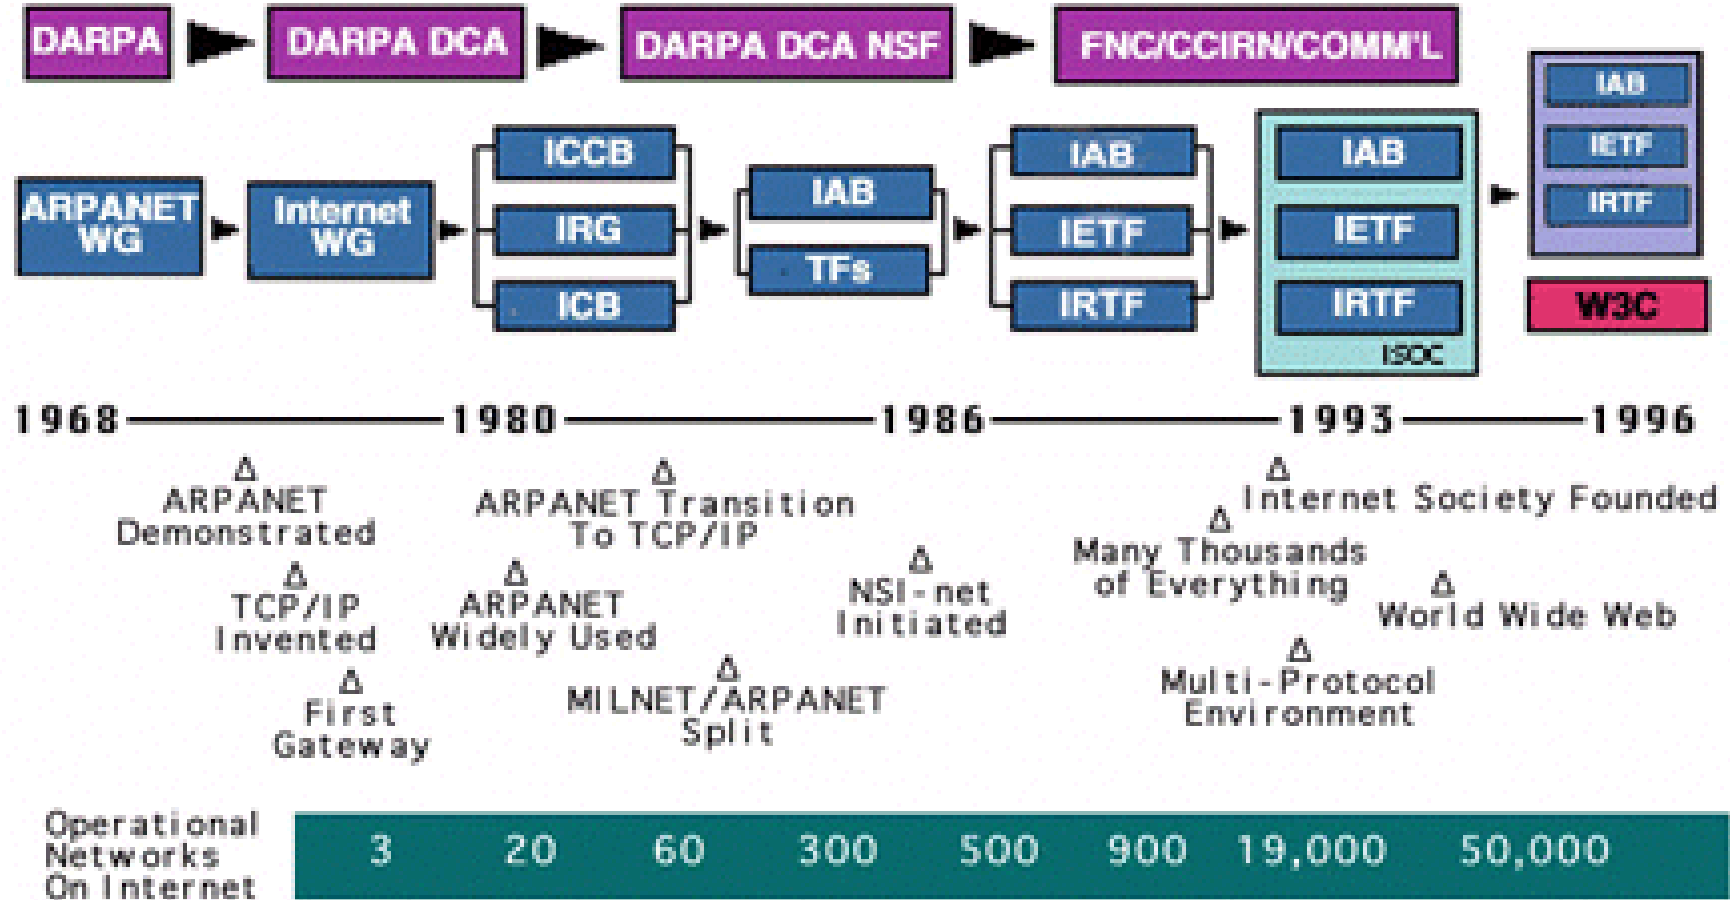 DARPA
DARPA DCA
DARPA DCA NSF
FNC/CCIRN/COMM'L
ARPANET
WG
Internet
WG
ICCB
IRG
ICB
IAB
TFs
IAB
IETF
IRTF
IAB
IETF
IRTF
ISOC
IAB
IETF
IRTF
W3C
1968
1980
1986
1993
1996
ARPANET
Demonstrated
TCP/IP
Invented
First
Gateway
ARPANET Transition
To TCP/IP
ARPANET
Widely Used
MILNET/ARPANET
Split
NSI-net
Initiated
Internet Society Founded
Many Thousands
of Everything
World Wide Web
Multi-Protocol
Environment
Operational
Networks
On Internet
3 20 60 300 500 900 19,000 50,000